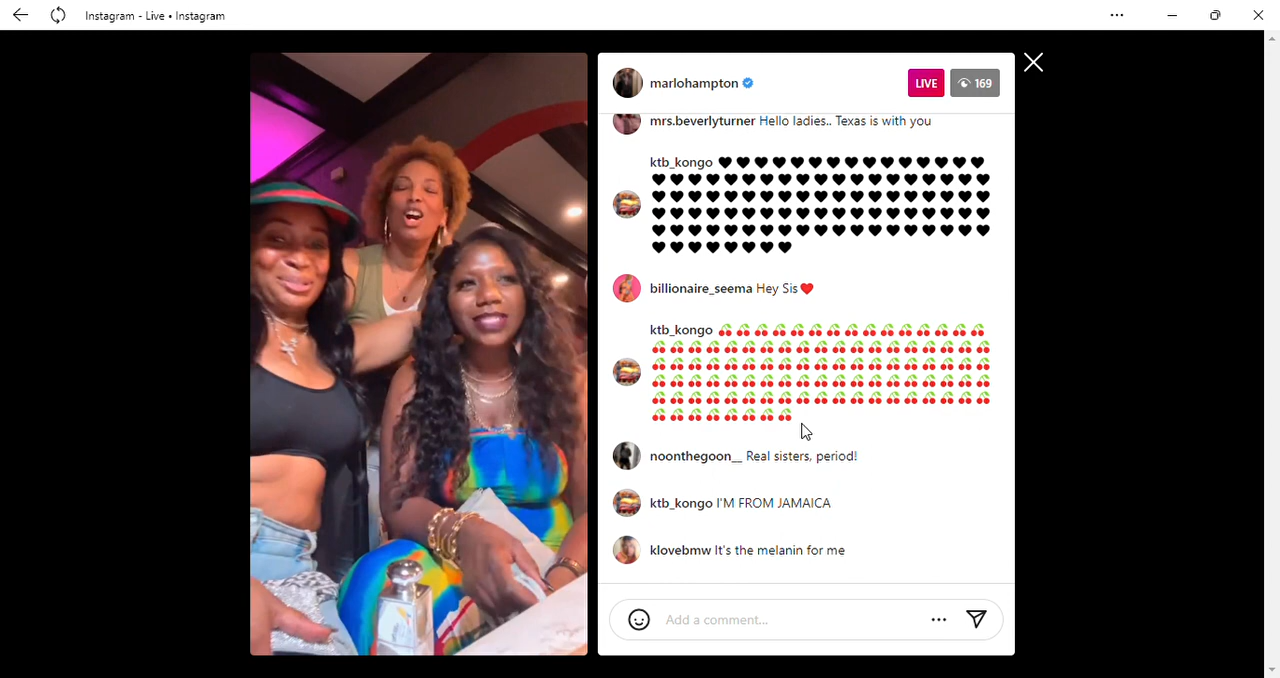 Instagram - Live • Instagram
marlohampton
LIVE
169
mrs.beverlyturner Hello ladies.. Texas is with you
ktb_kongo
billionaire_seema Hey Sis
ktb_kongo
noonthegoon__ Real sisters, period!
ktb_kongo I'M FROM JAMAICA
klovebmw It's the melanin for me
Add a comment...